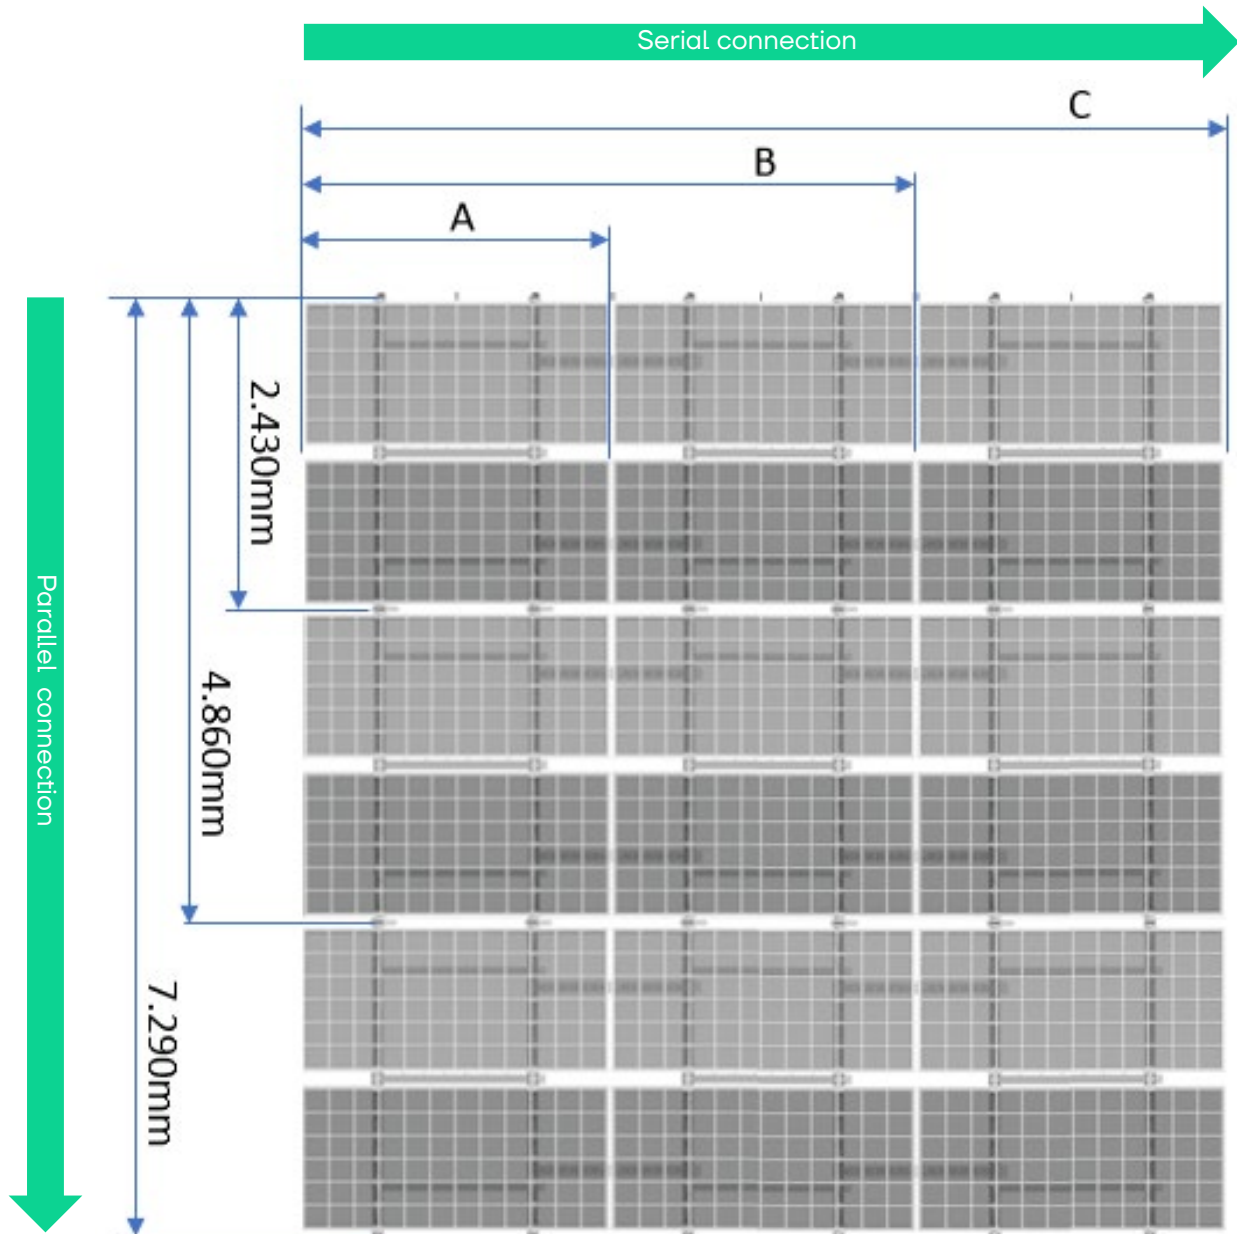 Serial connection
C
B
A
2.430mm
4.860mm
7.290mm
Parallel connection